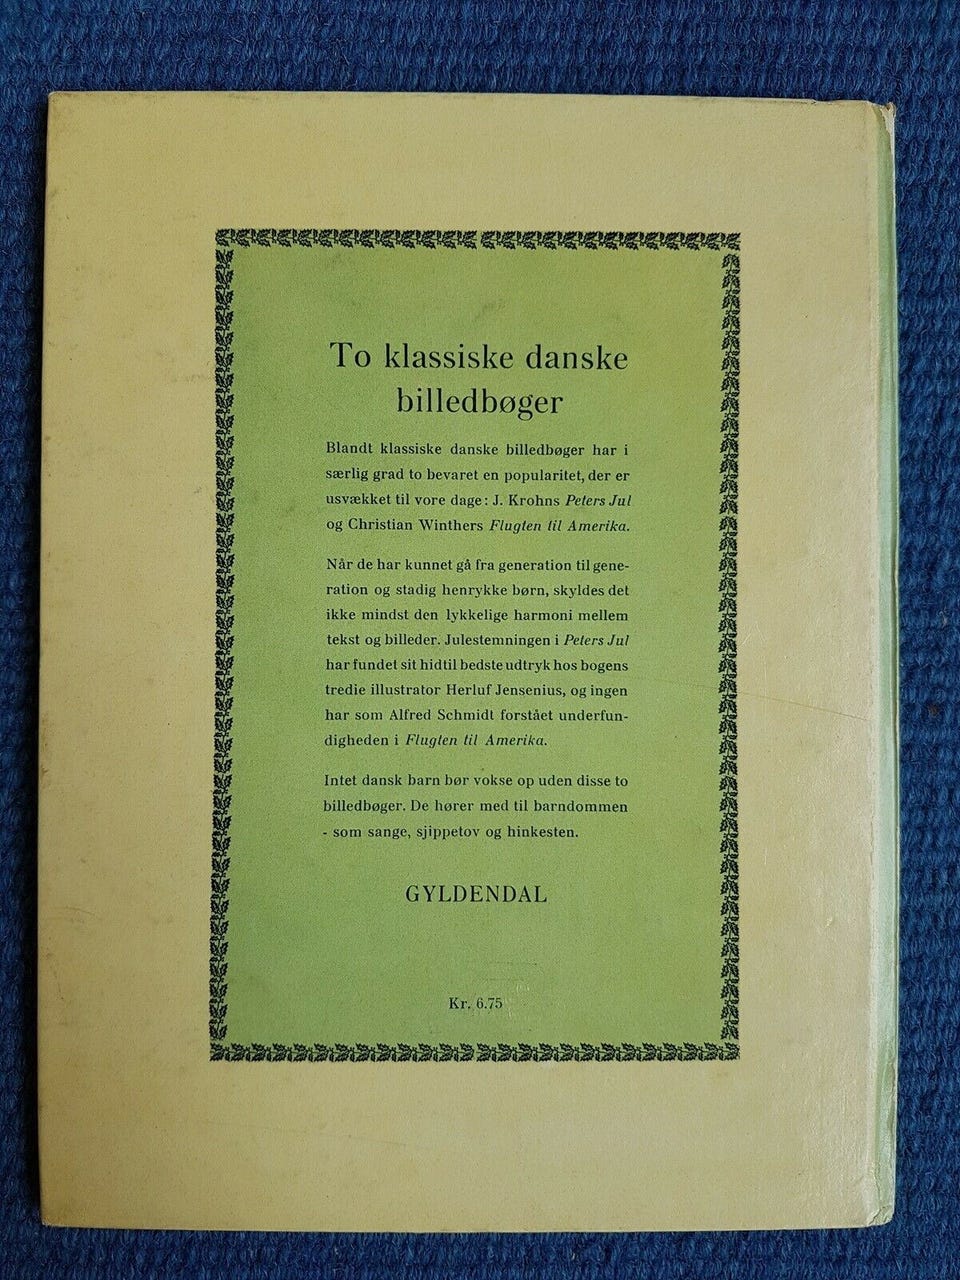 To klassiske danske
billedbøger
Blandt klassiske danske billedbøger har i
særlig grad to bevaret en popularitet, der er
usvækket til vore dage: J. Krohns Peters Jul
og Christian Winthers Flugten til Amerika.
Når de har kunnet gå fra generation til gene-
ration og stadig henrykke børn, skyldes det
ikke mindst den lykkelige harmoni mellem
tekst og billeder. Julestemningen i Peters Jul
har fundet sit hidtil bedste udtryk hos bogens
tredie illustrator Herluf Jensenius, og ingen
har som Alfred Schmidt forstået underfun-
digheden i Flugten til Amerika.
Intet dansk barn bør vokse op uden disse to
billedbøger. De hører med til barndommen
- som sange, sjippetov og hinkesten.
GYLDENDAL
Kr. 6.75